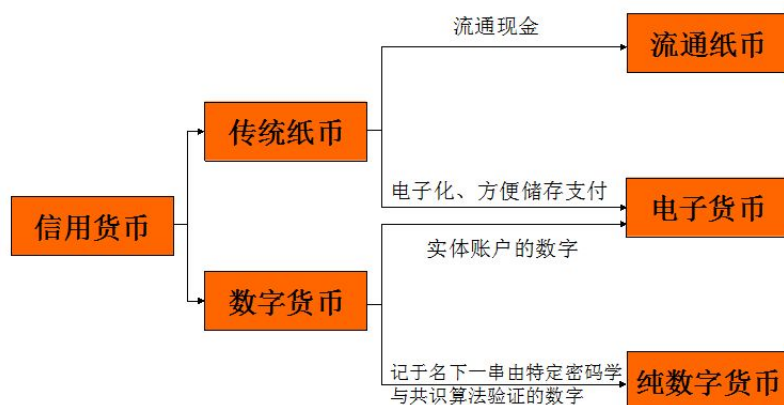 流通现金
流通纸币
传统纸币
电子化、方便储存支付
电子货币
信用货币
实体账户的数字
数字货币
记于名下一串由特定密码学
与共识算法验证的数字
纯数字货币